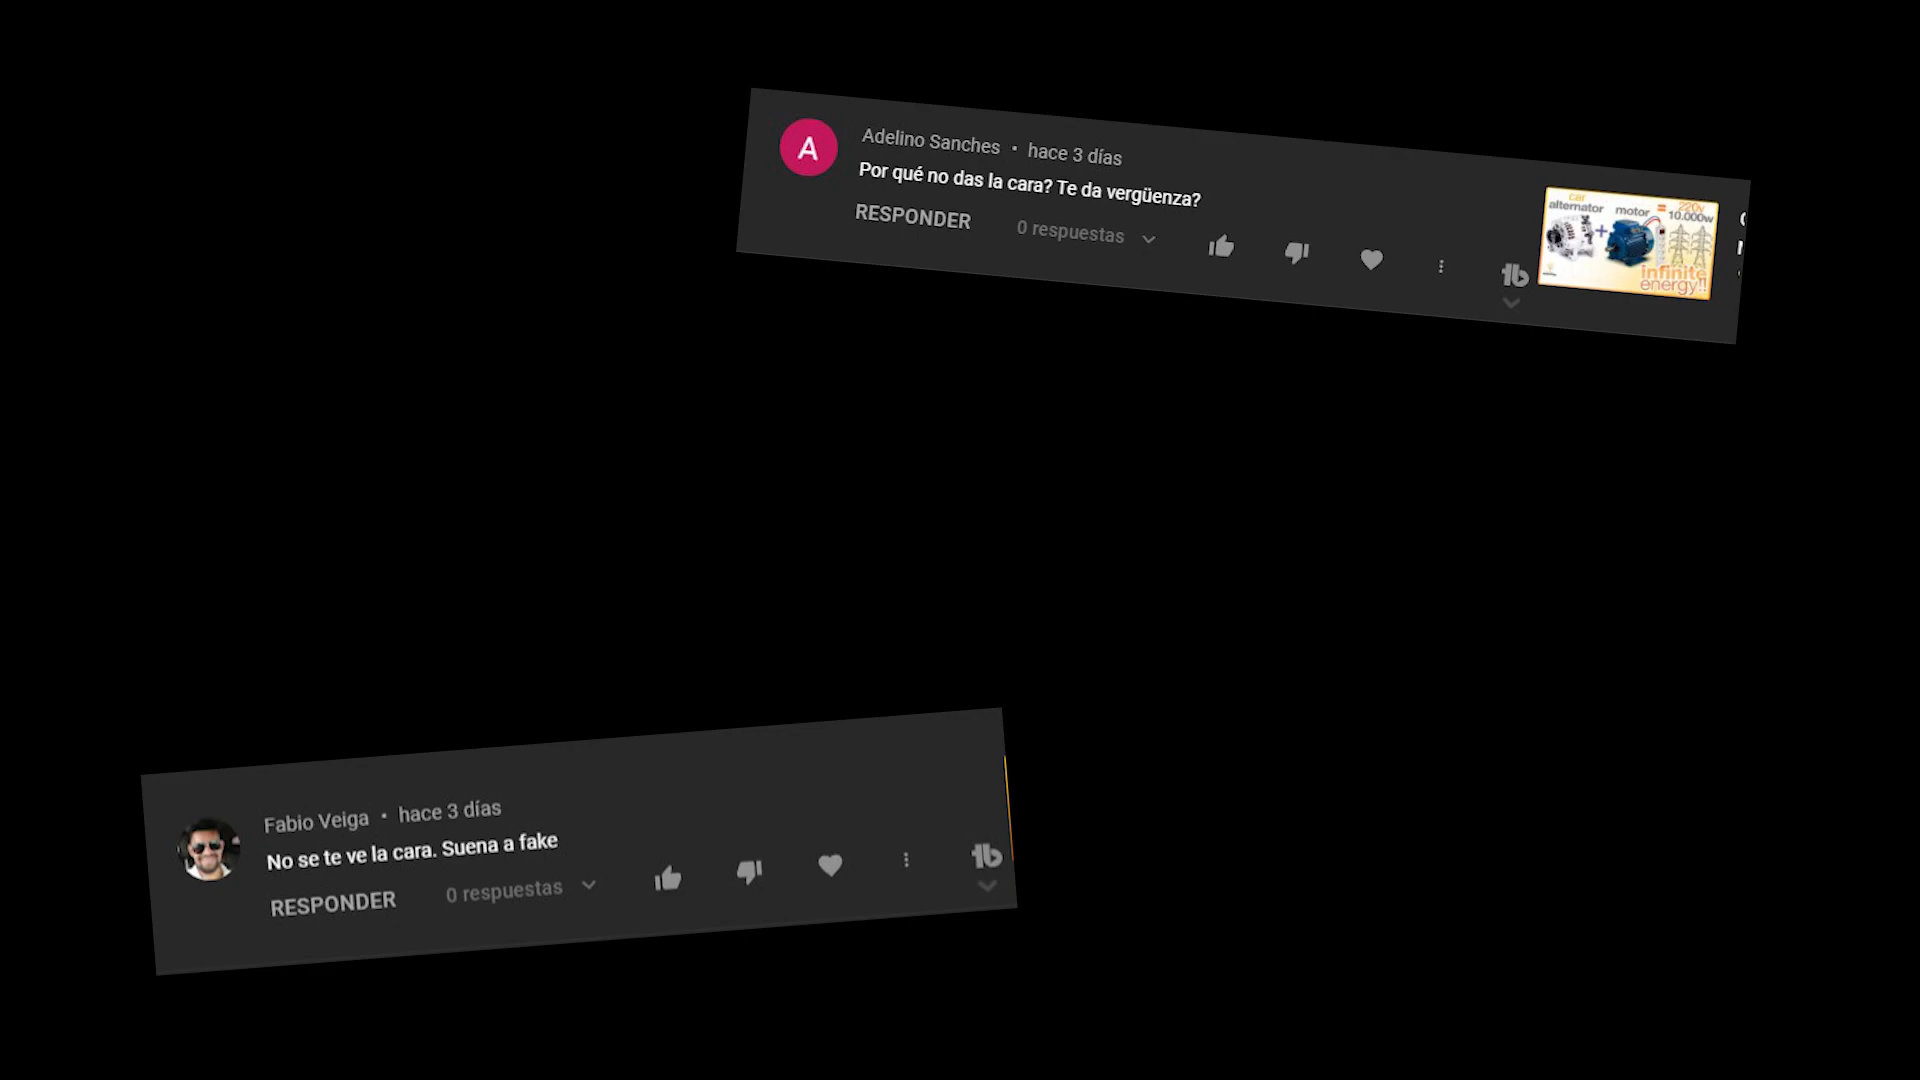 A
Adelino Sanches • hace 3 días
Por qué no das la cara? Te da vergüenza?
RESPONDER 0 respuestas
car
alternator + motor = 220v
10.000w
infinite
energy!!
Fabio Veiga • hace 3 días
No se te ve la cara. Suena a fake
RESPONDER 0 respuestas